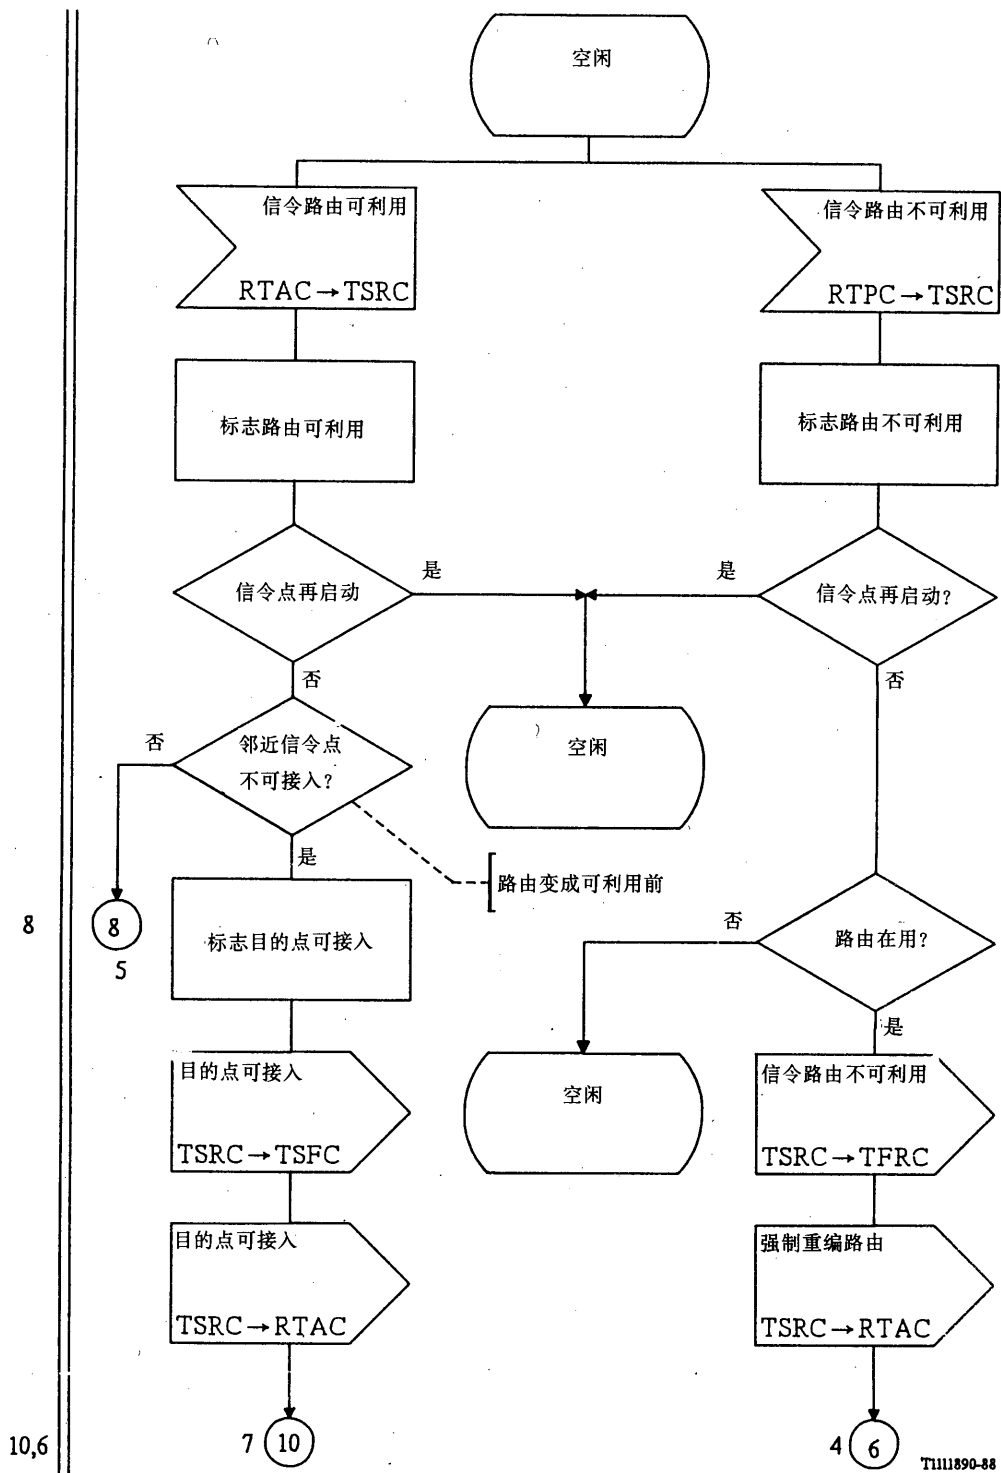 空闲
信令路由可利用
RTAC→TSRC
信令路由不可利用
RTPC→TSRC
标志路由可利用
标志路由不可利用
信令点再启动
是
是
信令点再启动？
否
否
邻近信令点
不可接入？
否
空闲
是
路由变成可利用前
8
8
5
标志目的点可接入
否
路由在用？
是
目的点可接入
TSRC→TSFC
空闲
信令路由不可利用
TSRC→TFRC
目的点可接入
TSRC→RTAC
强制重编路由
TSRC→RTAC
10,6
7
10
4
6
T1111890-88